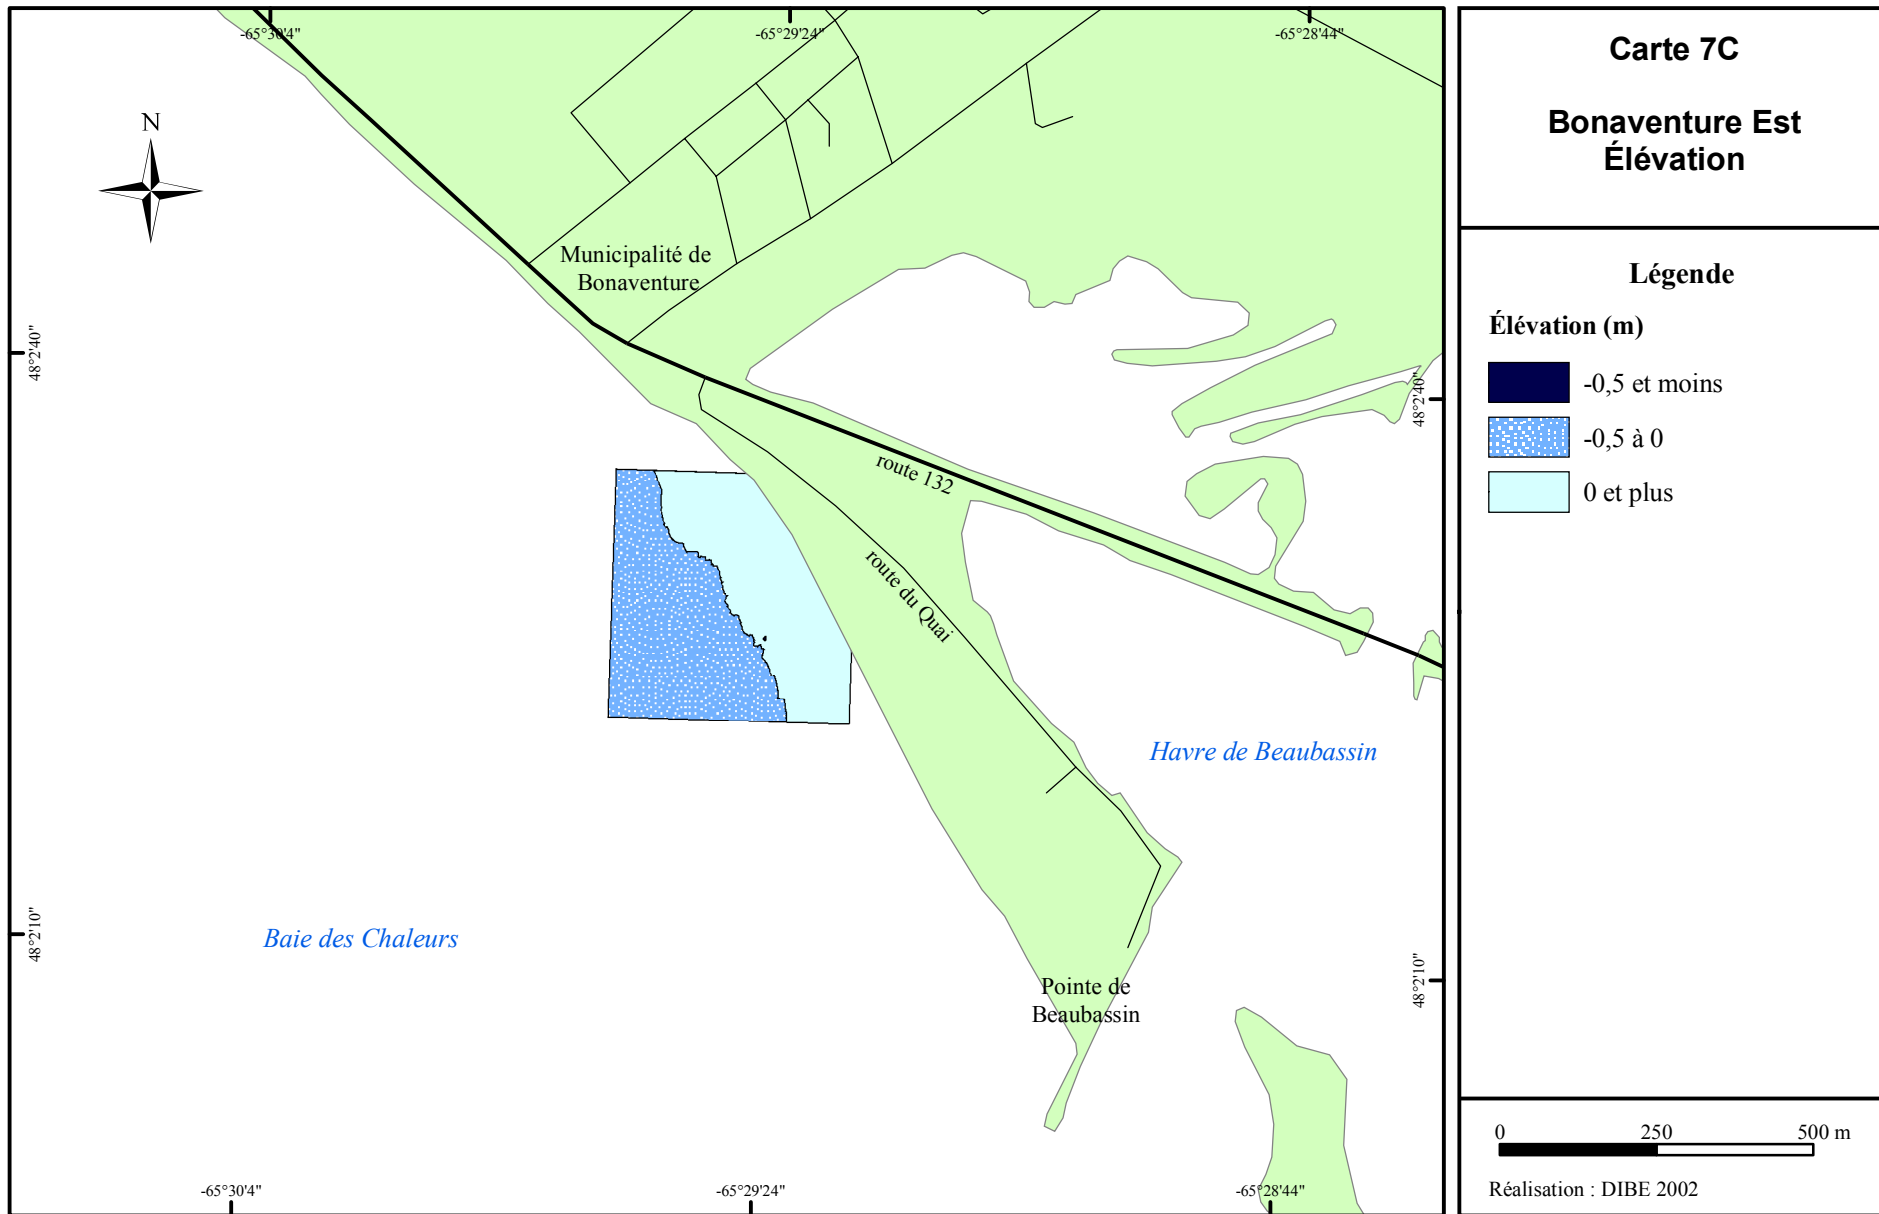 -65°30'4"
-65°29'24"
-65°28'44"
N
Municipalité de
Bonaventure
48°2'40"
48°2'40"
route 132
route du Quai
Havre de Beaubassin
Baie des Chaleurs
48°2'10"
48°2'10"
Pointe de
Beaubassin
-65°30'4"
-65°29'24"
-65°28'44"
Carte 7C
Bonaventure Est
Élévation
Légende
Élévation (m)
-0,5 et moins
-0,5 à 0
0 et plus
0 250 500 m
Réalisation : DIBE 2002